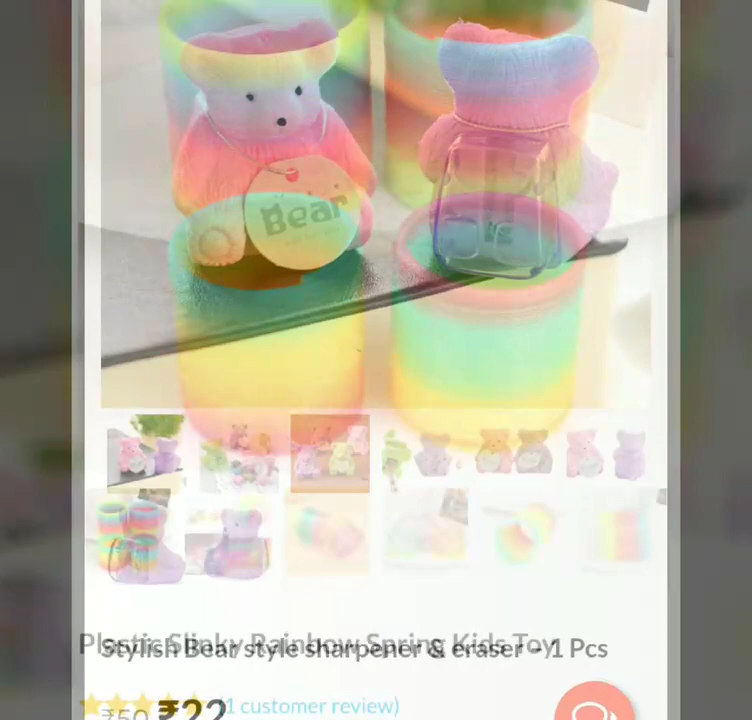 Bear
Plastic Slinky Rainbow Spring Kids Toy
Stylish Bear style sharpener & eraser - 1 Pcs
₹50 ₹22 (1 customer review)